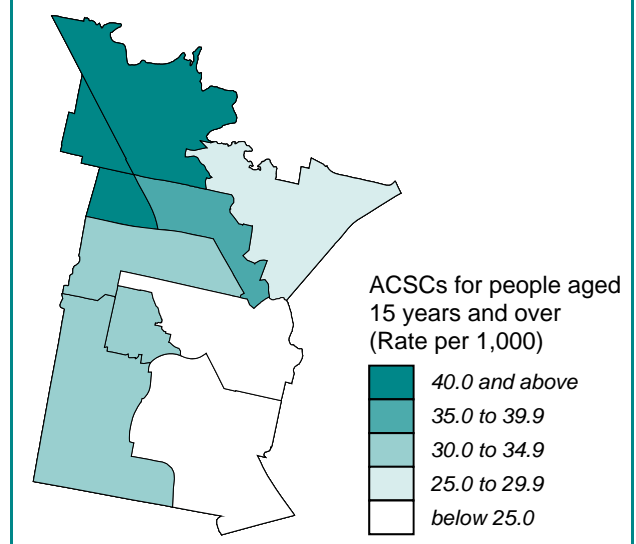 ACSCs for people aged
15 years and over
(Rate per 1,000)
40.0 and above
35.0 to 39.9
30.0 to 34.9
25.0 to 29.9
below 25.0